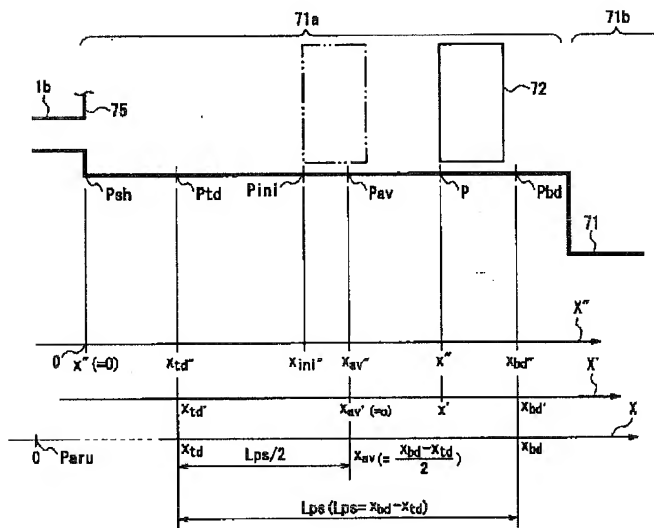 71a
71b
1b
75
72
Psh
Ptd
Pini
Pav
P
Pbd
71
X"
0'
x"(=0)
xtd"
xini"
xav"
x"
xbd"
X'
xtd'
xav'(=0)
x'
xbd'
X
0
Paru
xtd
Lps/2
xav(= xbd-xtd / 2)
xbd
Lps(Lps=xbd-xtd)